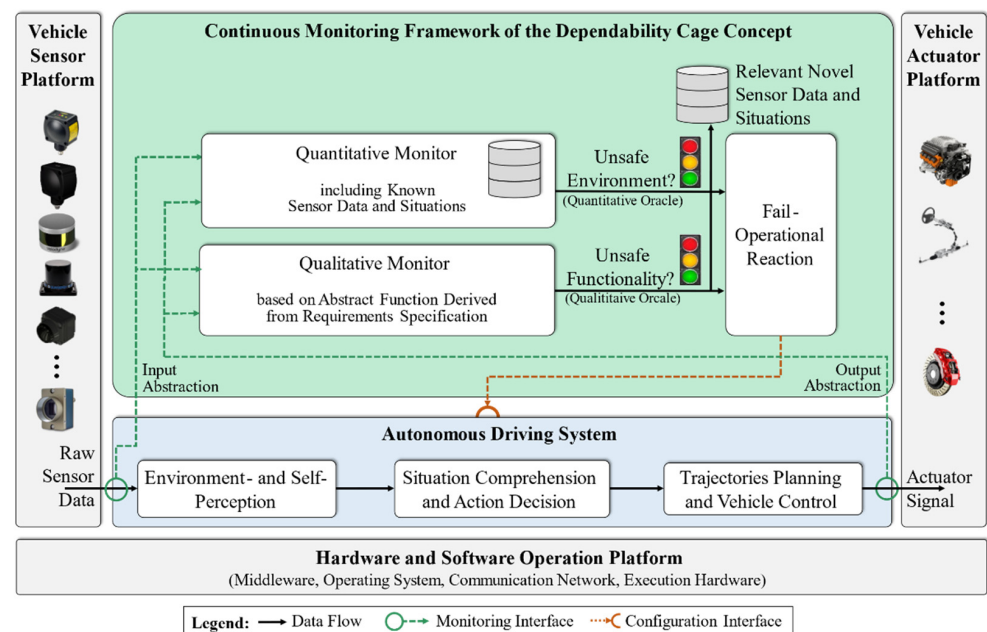 Vehicle
Sensor
Platform
Continuous Monitoring Framework of the Dependability Cage Concept
Vehicle
Actuator
Platform
Relevant Novel
Sensor Data and
Situations
Quantitative Monitor
including Known
Sensor Data and Situations
Unsafe
Environment?
(Quantitative Oracle)
Qualitative Monitor
based on Abstract Function Derived
from Requirements Specification
Unsafe
Functionality?
(Qualititaive Orcale)
Fail-
Operational
Reaction
Input
Abstraction
Output
Abstraction
Autonomous Driving System
Raw
Sensor
Data
Environment- and Self-
Perception
Situation Comprehension
and Action Decision
Trajectories Planning
and Vehicle Control
Actuator
Signal
Hardware and Software Operation Platform
(Middleware, Operating System, Communication Network, Execution Hardware)
Legend: Data Flow Monitoring Interface Configuration Interface